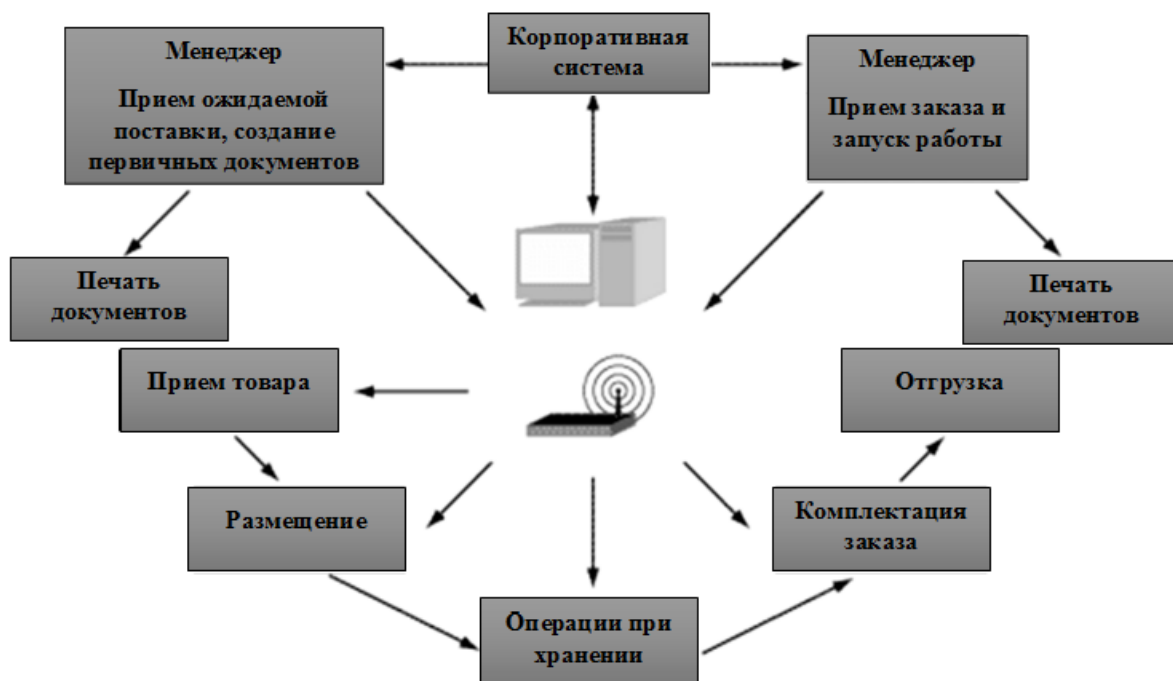 Менеджер
Прием ожидаемой
поставки, создание
первичных документов
Корпоративная
система
Менеджер
Прием заказа и
запуск работы
Печать
документов
Печать
документов
Прием товара
Отгрузка
Размещение
Комплектация
заказа
Операции при
хранении